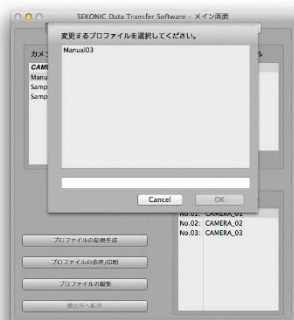 SEKONIC Data Transfer Software – メイン画面
変更するプロファイルを選択してください。
Manual03
カメ
ル
CAME
Manu
Samp
Samp
Cancel
OK
No.01: CAMERA_01
No.02: CAMERA_02
No.03: CAMERA_03
プロファイルの新規作成
プロファイルの表示/印刷
プロファイルの編集